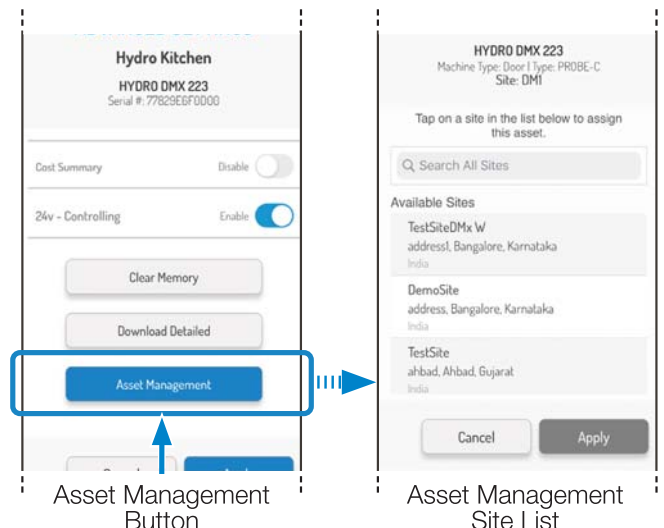 Hydro Kitchen
HYDRO DMX 223
Serial #: 77829E6F0D00
Cost Summary
Disable
24v - Controlling
Enable
Clear Memory
Download Detailed
Asset Management
Asset Management
Button
HYDRO DMX 223
Machine Type: Door | Type: PROBE-C
Site: DM1
Tap on a site in the list below to assign
this asset.
Search All Sites
Available Sites
TestSiteDMx W
address1, Bangalore, Karnataka
India
DemoSite
address, Bangalore, Karnataka
India
TestSite
ahbad, Ahbad, Gujarat
India
Cancel
Apply
Asset Management
Site List